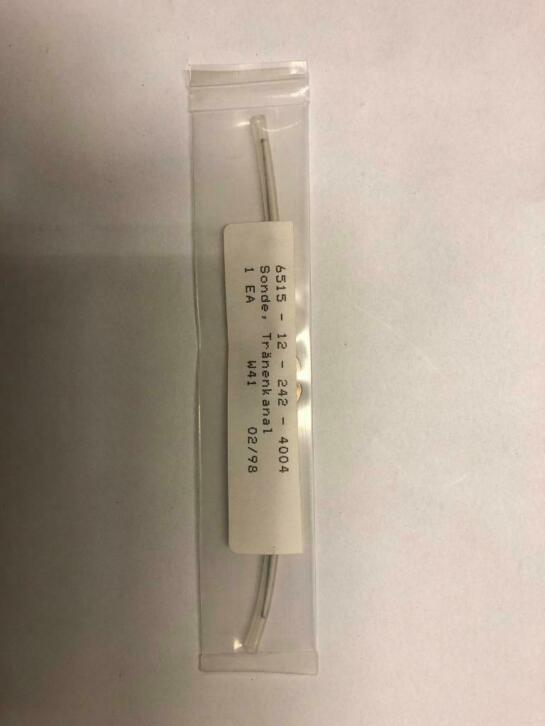 6515 - 12 - 242 - 4004
Sonde, Tränenkanal
1 EA W41 02/98